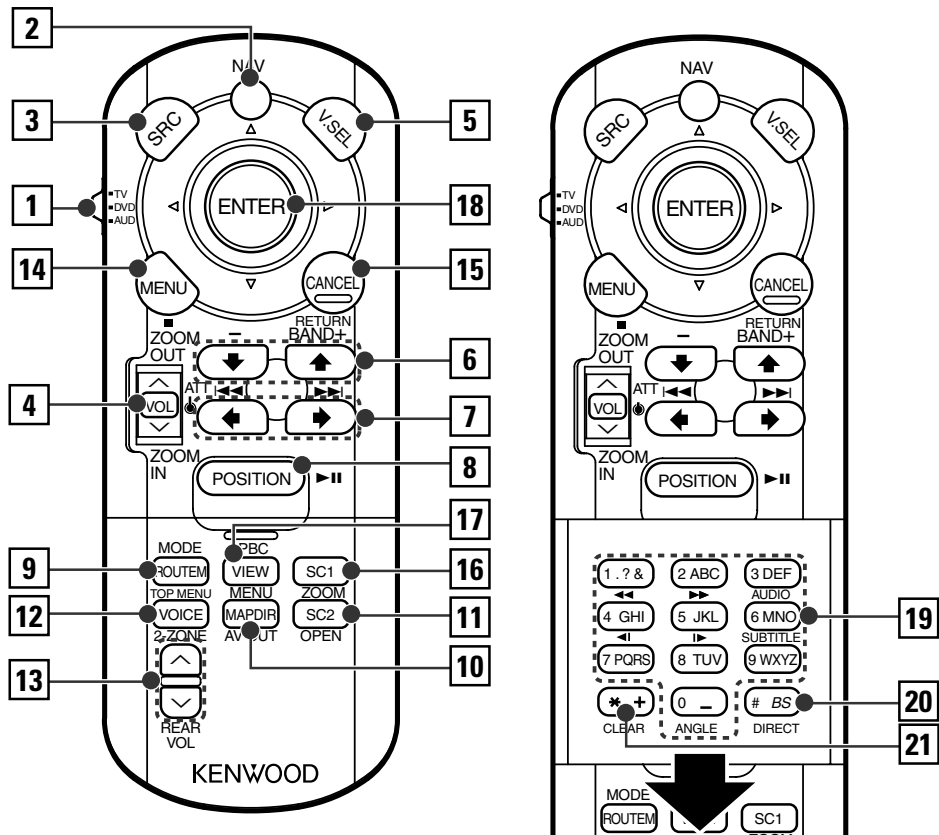 2
NAV
3
SRC
V.SEL
5
1
TV
DVD
AUD
ENTER
18
14
MENU
CANCEL
15
ZOOM
OUT
−
RETURN
BAND+
6
4
VOL
ATT
7
ZOOM
IN
POSITION
8
17
MODE
PBC
9
ROUTEM
VIEW
SC1
16
TOP MENU
MENU
ZOOM
12
VOICE
MAPDIR
SC2
11
2-ZONE
AV OUT
OPEN
10
13
REAR
VOL
KENWOOD
NAV
SRC
V.SEL
TV
DVD
AUD
ENTER
MENU
CANCEL
ZOOM
OUT
−
RETURN
BAND+
VOL
ATT
ZOOM
IN
POSITION
1 . ? &
2 ABC
3 DEF
AUDIO
4 GHI
5 JKL
6 MNO
19
SUBTITLE
7 PQRS
8 TUV
9 WXYZ
* +
0 _
# BS
20
CLEAR
ANGLE
DIRECT
21
MODE
ROUTEM
SC1